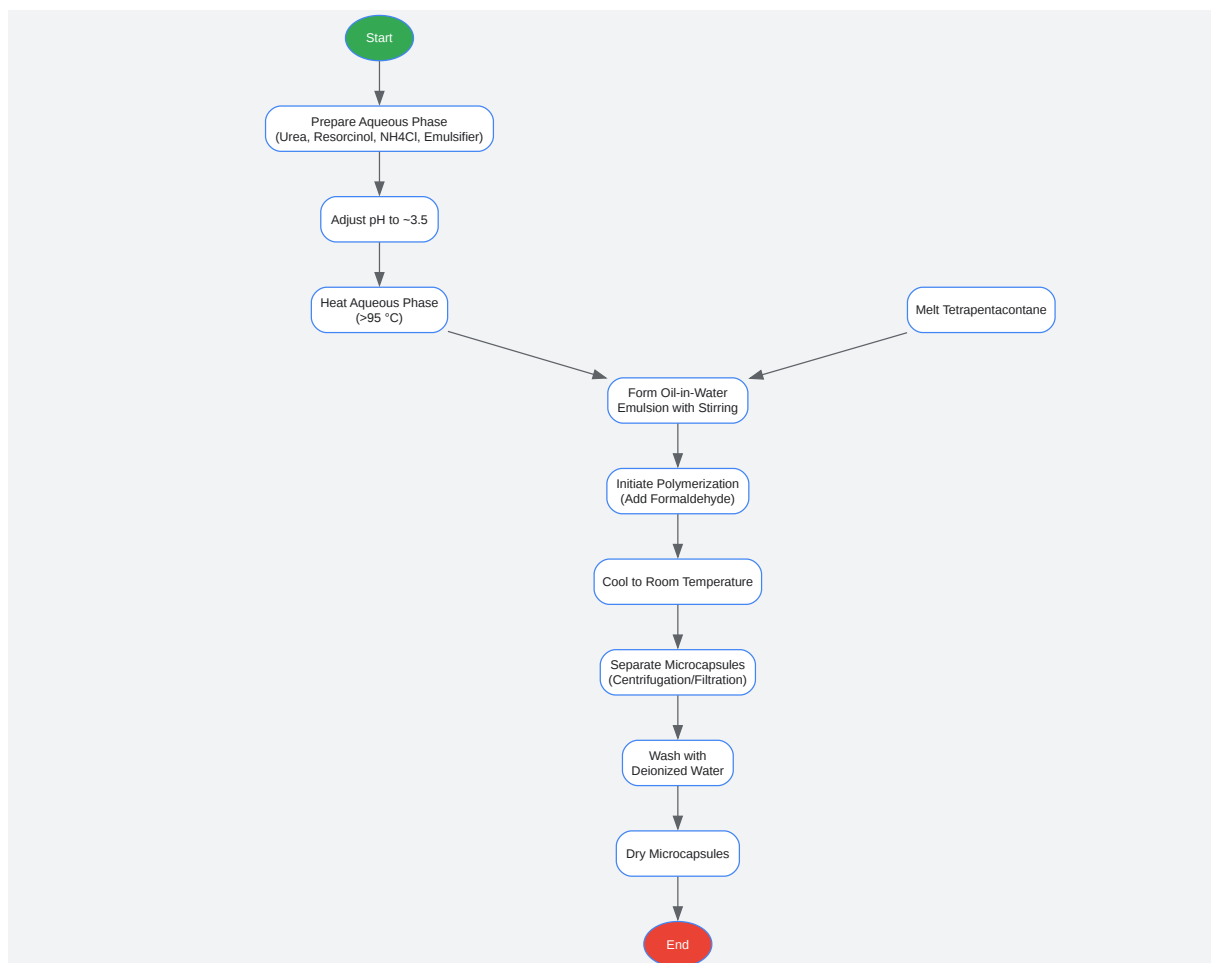 Start
Prepare Aqueous Phase
(Urea, Resorcinol, NH4Cl, Emulsifier)
Adjust pH to ~3.5
Heat Aqueous Phase
(>95 °C)
Melt Tetrapentacontane
Form Oil-in-Water
Emulsion with Stirring
Initiate Polymerization
(Add Formaldehyde)
Cool to Room Temperature
Separate Microcapsules
(Centrifugation/Filtration)
Wash with
Deionized Water
Dry Microcapsules
End